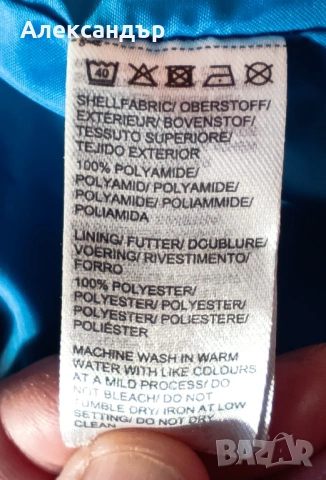 Александър
40
SHELLFABRIC/ OBERSTOFF/
EXTÉRIEUR/ BOVENSTOF/
TESSUTO SUPERIORE/
TEJIDO EXTERIOR
100% POLYAMIDE/
POLYAMID/ POLYAMIDE/
POLYAMIDE/ POLIAMMIDE/
POLIAMIDA
LINING/ FUTTER/ DOUBLURE/
VOERING/ RIVESTIMENTO/
FORRO
100% POLYESTER/
POLYESTER/ POLYESTER/
POLYESTER/ POLIESTERE/
POLIÉSTER
MACHINE WASH IN WARM
WATER WITH LIKE COLOURS
AT A MILD PROCESS/ DO
NOT BLEACH/ DO NOT
TUMBLE DRY/ IRON AT LOW
SETTING/ DO NOT DRY
CLEAN
BAZAR